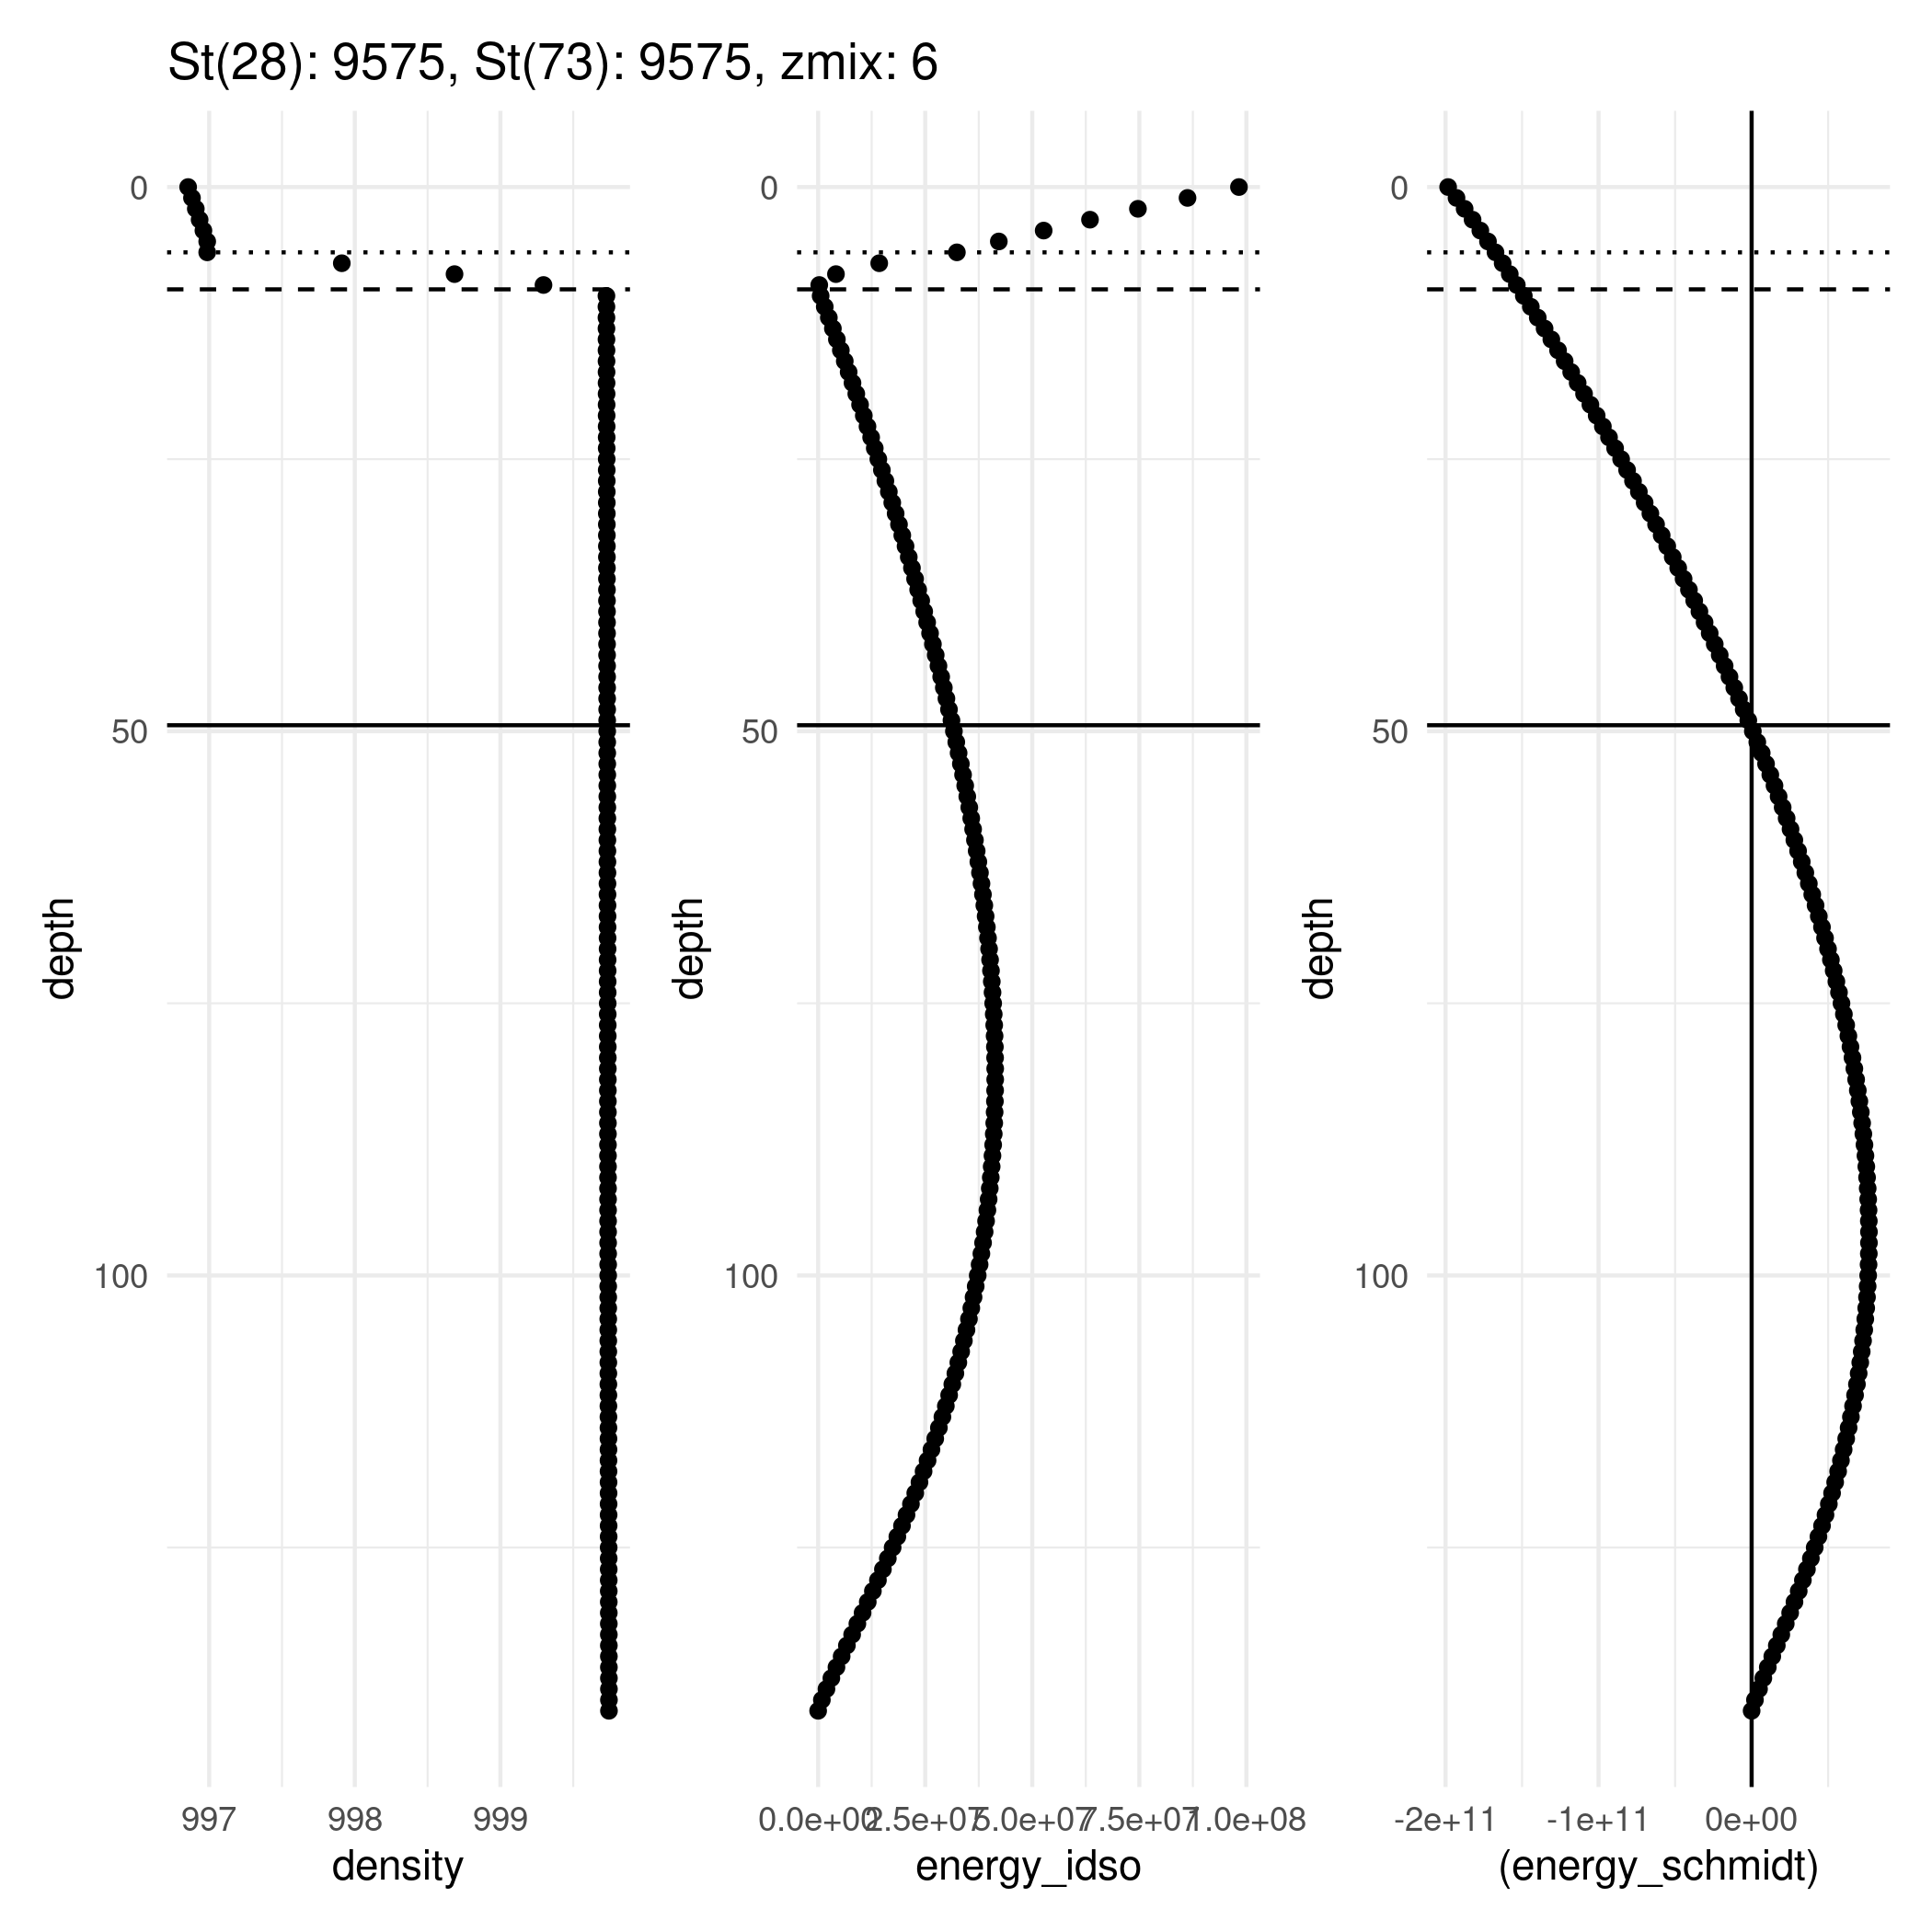 St(28): 9575, St(73): 9575, zmix: 6
0
50
100
depth
997 998 999
density
0
50
100
depth
0.0e+00 2.5e+07 5.0e+07 7.5e+07 1.0e+08
energy_idso
0
50
100
depth
-2e+11 -1e+11 0e+00
(energy_schmidt)